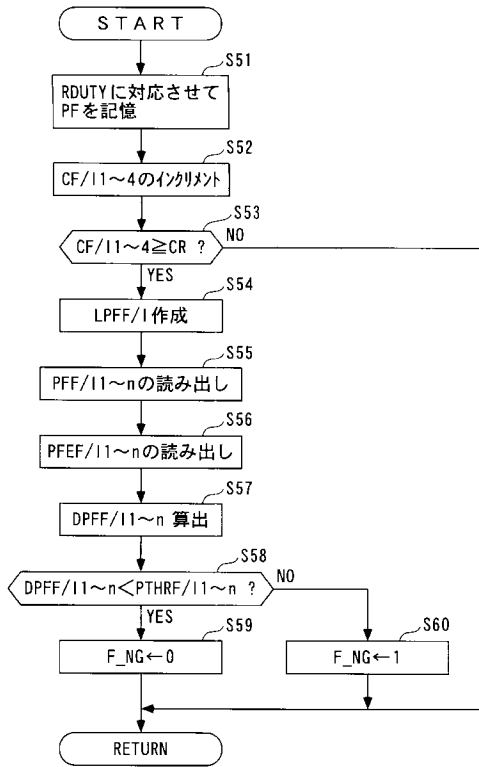 START
S51
RDUTYに対応させて
PFを記憶
S52
CF/I1～4のインクリメント
S53
CF/I1～4≧CR ?
NO
YES
S54
LPFF/I作成
S55
PFF/I1～nの読み出し
S56
PFEF/I1～nの読み出し
S57
DPFF/I1～n 算出
S58
DPFF/I1～n＜PTHRF/I1～n ?
NO
YES
S59
F_NG←0
S60
F_NG←1
RETURN